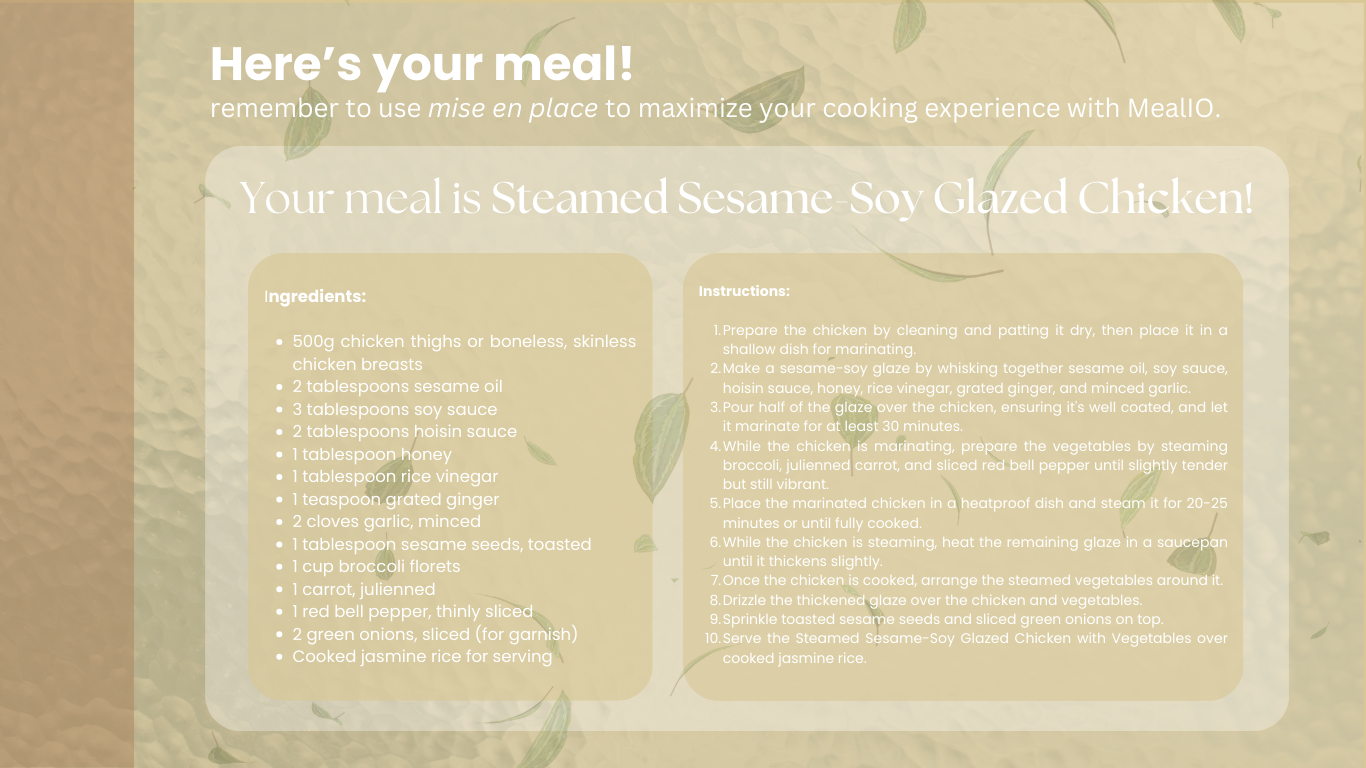 Here's your meal!
remember to use mise en place to maximize your cooking experience with MealIO.
Your meal is Steamed Sesame-Soy Glazed Chicken!
Ingredients:
• 500g chicken thighs or boneless, skinless
chicken breasts
• 2 tablespoons sesame oil
• 3 tablespoons soy sauce
• 2 tablespoons hoisin sauce
• 1 tablespoon honey
• 1 tablespoon rice vinegar
• 1 teaspoon grated ginger
• 2 cloves garlic, minced
• 1 tablespoon sesame seeds, toasted
• 1 cup broccoli florets
• 1 carrot, julienned
• 1 red bell pepper, thinly sliced
• 2 green onions, sliced (for garnish)
• Cooked jasmine rice for serving
Instructions:
1. Prepare the chicken by cleaning and patting it dry, then place it in a
shallow dish for marinating.
2. Make a sesame-soy glaze by whisking together sesame oil, soy sauce,
hoisin sauce, honey, rice vinegar, grated ginger, and minced garlic.
3. Pour half of the glaze over the chicken, ensuring it's well coated, and let
it marinate for at least 30 minutes.
4. While the chicken is marinating, prepare the vegetables by steaming
broccoli, julienned carrot, and sliced red bell pepper until slightly tender
but still vibrant.
5. Place the marinated chicken in a heatproof dish and steam it for 20-25
minutes or until fully cooked.
6. While the chicken is steaming, heat the remaining glaze in a saucepan
until it thickens slightly.
7. Once the chicken is cooked, arrange the steamed vegetables around it.
8. Drizzle the thickened glaze over the chicken and vegetables.
9. Sprinkle toasted sesame seeds and sliced green onions on top.
10. Serve the Steamed Sesame-Soy Glazed Chicken with Vegetables over
cooked jasmine rice.